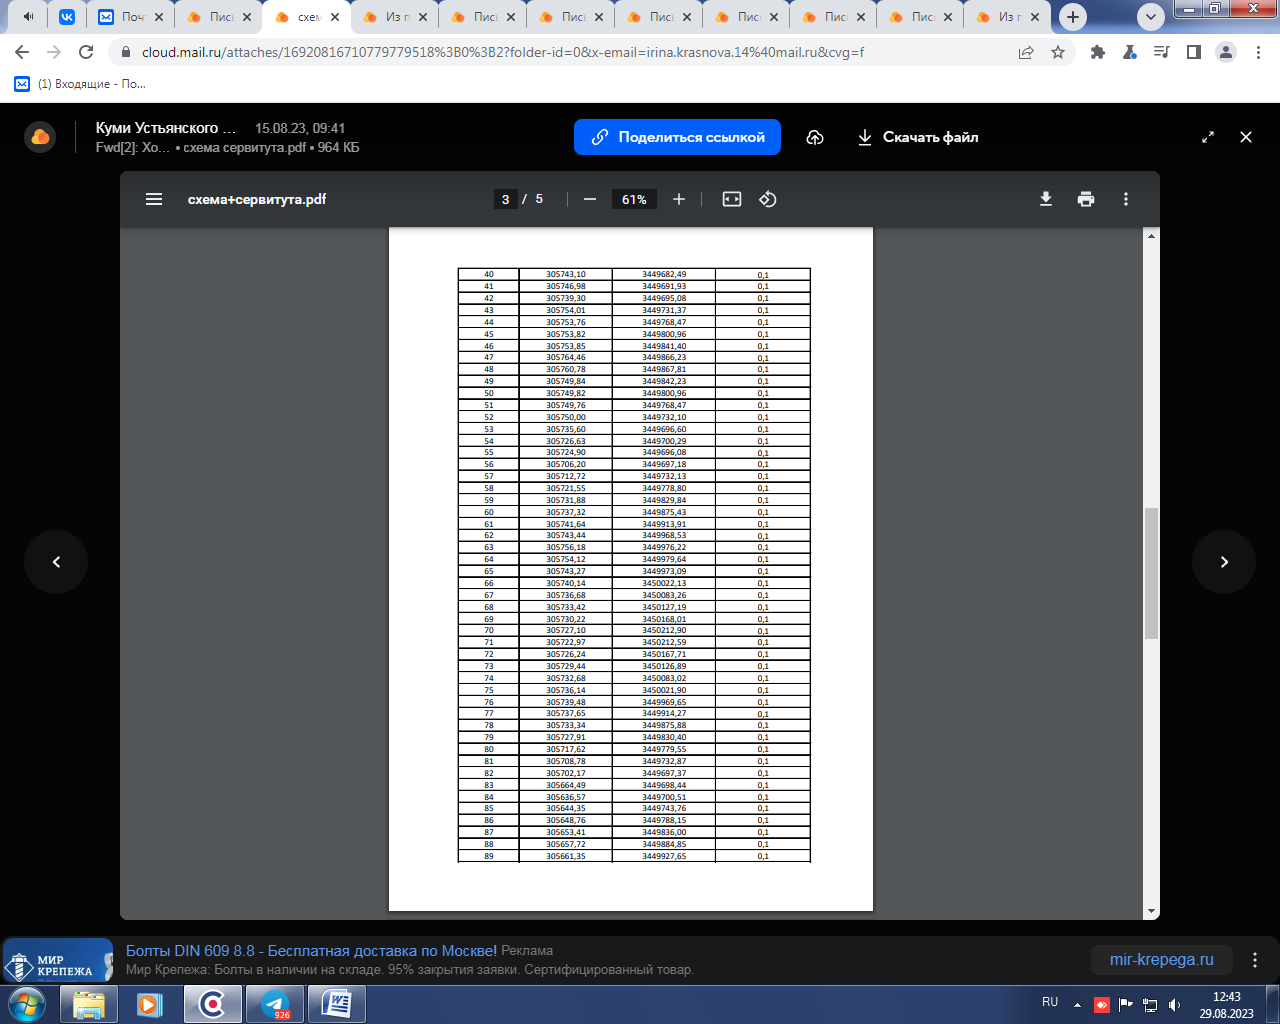 Почт
Писі
схем
Из п
Писі
Писі
Писі
Писі
Писі
Писі
Из п
cloud.mail.ru/attaches/16920816710779779518%3B0%3B2?folder-id=0&x-email=irina.krasnova.14%40mail.ru&cvg=f
(1) Входящие - По...
Куми Устьянского ... 15.08.23, 09:41
Fwd[2]: Хо... • схема сервитута.pdf • 964 КБ
Поделиться ссылкой
Скачать файл
схема+сервитута.pdf
3 / 5
61%
40 305743,10 3449682,49 0,1
41 305746,98 3449691,93 0,1
42 305739,30 3449695,08 0,1
43 305754,01 3449731,37 0,1
44 305753,76 3449768,47 0,1
45 305753,82 3449800,96 0,1
46 305753,85 3449841,40 0,1
47 305764,46 3449866,23 0,1
48 305760,78 3449867,81 0,1
49 305749,84 3449842,23 0,1
50 305749,82 3449800,96 0,1
51 305749,76 3449768,47 0,1
52 305750,00 3449732,10 0,1
53 305735,60 3449696,60 0,1
54 305726,63 3449700,29 0,1
55 305724,90 3449696,08 0,1
56 305706,20 3449697,18 0,1
57 305712,72 3449732,13 0,1
58 305721,55 3449778,80 0,1
59 305731,88 3449829,84 0,1
60 305737,32 3449875,43 0,1
61 305741,64 3449913,91 0,1
62 305743,44 3449968,53 0,1
63 305756,18 3449976,22 0,1
64 305754,12 3449979,64 0,1
65 305743,27 3449973,09 0,1
66 305740,14 3450022,13 0,1
67 305736,68 3450083,26 0,1
68 305733,42 3450127,19 0,1
69 305730,22 3450168,01 0,1
70 305727,10 3450212,90 0,1
71 305722,97 3450212,59 0,1
72 305726,24 3450167,71 0,1
73 305729,44 3450126,89 0,1
74 305732,68 3450083,02 0,1
75 305736,14 3450021,90 0,1
76 305739,48 3449969,65 0,1
77 305737,65 3449914,27 0,1
78 305733,34 3449875,88 0,1
79 305727,91 3449830,40 0,1
80 305717,62 3449779,55 0,1
81 305708,78 3449732,87 0,1
82 305702,17 3449697,37 0,1
83 305664,49 3449698,44 0,1
84 305636,57 3449700,51 0,1
85 305644,35 3449743,76 0,1
86 305648,76 3449788,15 0,1
87 305653,41 3449836,00 0,1
88 305657,72 3449884,85 0,1
89 305661,35 3449927,65 0,1
МИР
КРЕПЕЖА
Болты DIN 609 8.8 - Бесплатная доставка по Москве! Реклама
Мир Крепежа: Болты в наличии на складе. 95% закрытия заявки. Сертифицированный товар.
mir-krepega.ru
926
RU
12:43
29.08.2023